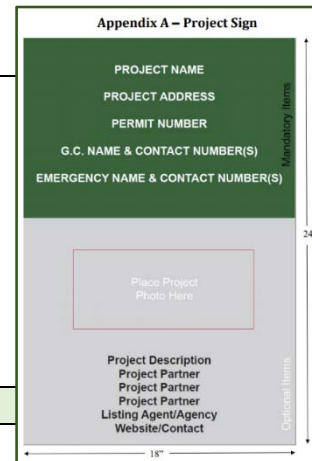 Appendix A – Project Sign
PROJECT NAME
PROJECT ADDRESS
PERMIT NUMBER
G.C. NAME & CONTACT NUMBER(S)
EMERGENCY NAME & CONTACT NUMBER(S)
Mandatory Items
24
Place Project
Photo Here
Project Description
Project Partner
Project Partner
Project Partner
Listing Agent/Agency
Website/Contact
Optional Items
18"